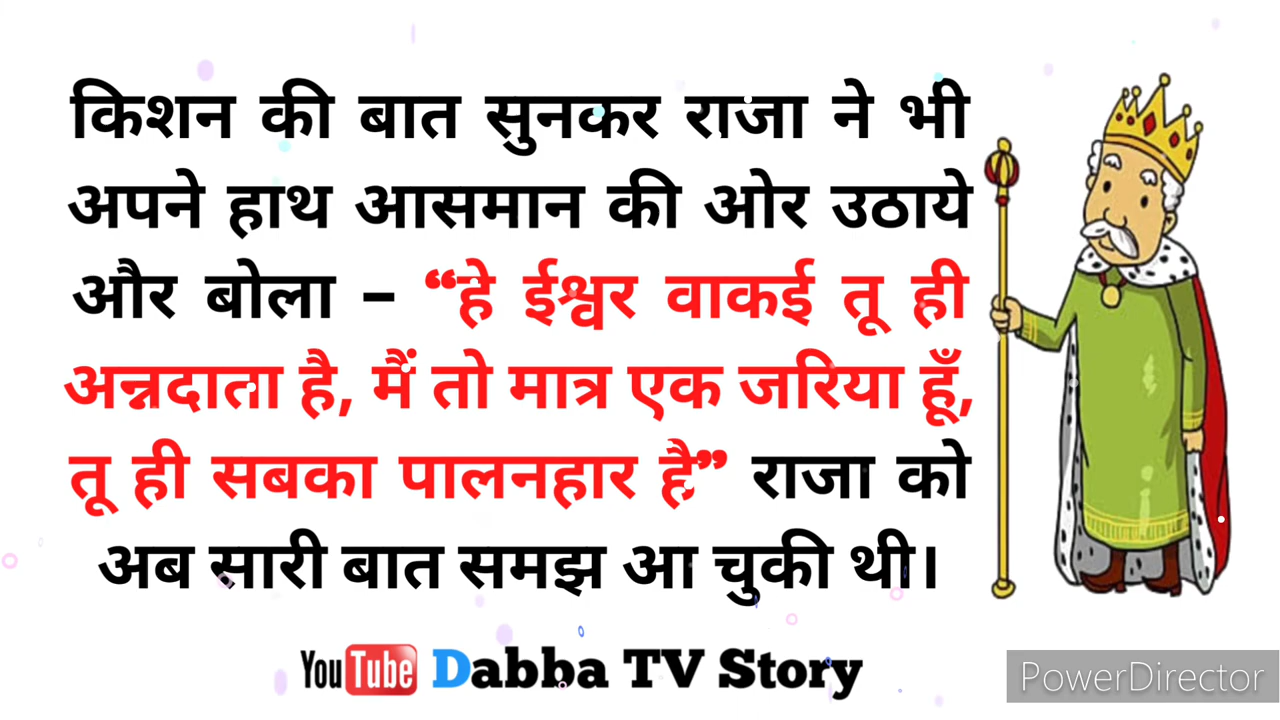 किशन की बात सुनकर राजा ने भी
अपने हाथ आसमान की ओर उठाये
और बोला – “हे ईश्वर वाकई तू ही
अन्नदाता है, मैं तो मात्र एक जरिया हूँ,
तू ही सबका पालनहार है” राजा को
अब सारी बात समझ आ चुकी थी।
YouTube Dabba TV Story
PowerDirector